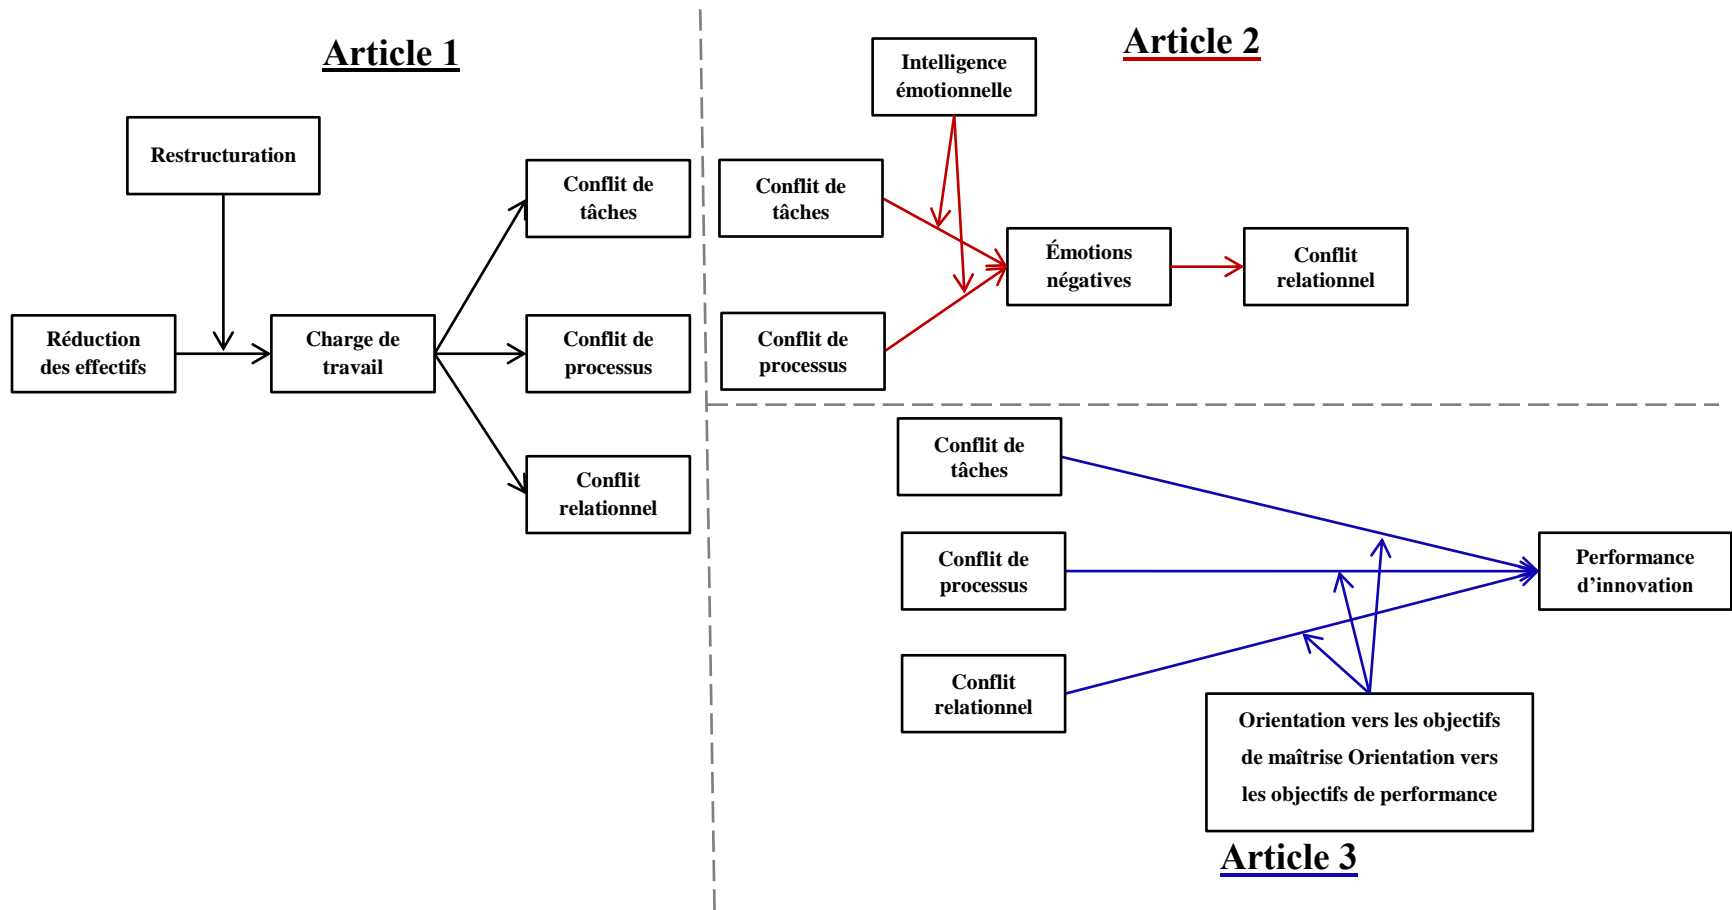 Article 1
Restructuration
Réduction
des effectifs
Charge de
travail
Conflit de
tâches
Conflit de
processus
Conflit
relationnel
Article 2
Intelligence
émotionnelle
Conflit de
tâches
Conflit de
processus
Émotions
négatives
Conflit
relationnel
Conflit de
tâches
Conflit de
processus
Conflit
relationnel
Performance
d’innovation
Orientation vers les objectifs
de maîtrise Orientation vers
les objectifs de performance
Article 3